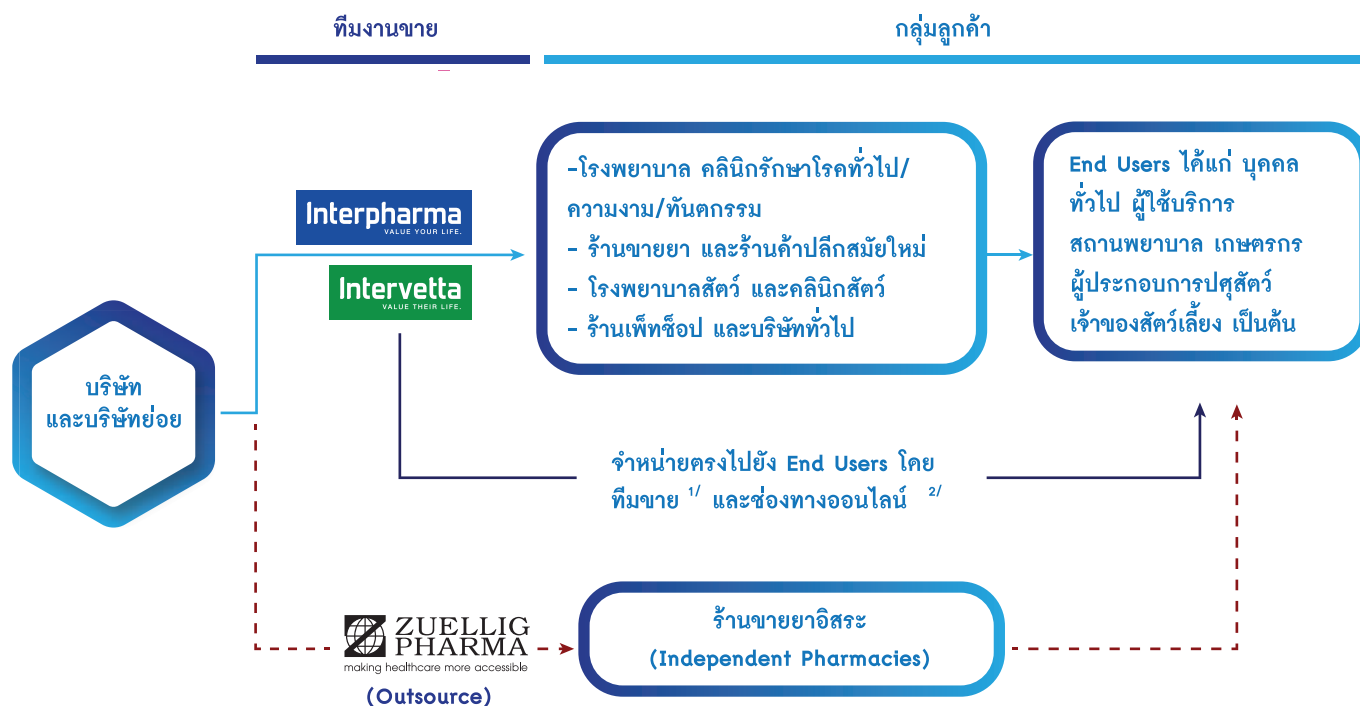 ทีมงานขาย
กลุ่มลูกค้า
Interpharma
VALUE YOUR LIFE.
Intervetta
VALUE THEIR LIFE.
-โรงพยาบาล คลินิกรักษาโรคทั่วไป/
ความงาม/ทันตกรรม
- ร้านขายยา และร้านค้าปลีกสมัยใหม่
- โรงพยาบาลสัตว์ และคลินิกสัตว์
- ร้านเพ็ทช็อป และบริษัททั่วไป
End Users ได้แก่ บุคคล
ทั่วไป ผู้ใช้บริการ
สถานพยาบาล เกษตรกร
ผู้ประกอบการปศุสัตว์
เจ้าของสัตว์เลี้ยง เป็นต้น
บริษัท
และบริษัทย่อย
จำหน่ายตรงไปยัง End Users โดย
ทีมขาย 1/ และช่องทางออนไลน์ 2/
ZUELLIG
PHARMA
making healthcare more accessible
(Outsource)
ร้านขายยาอิสระ
(Independent Pharmacies)